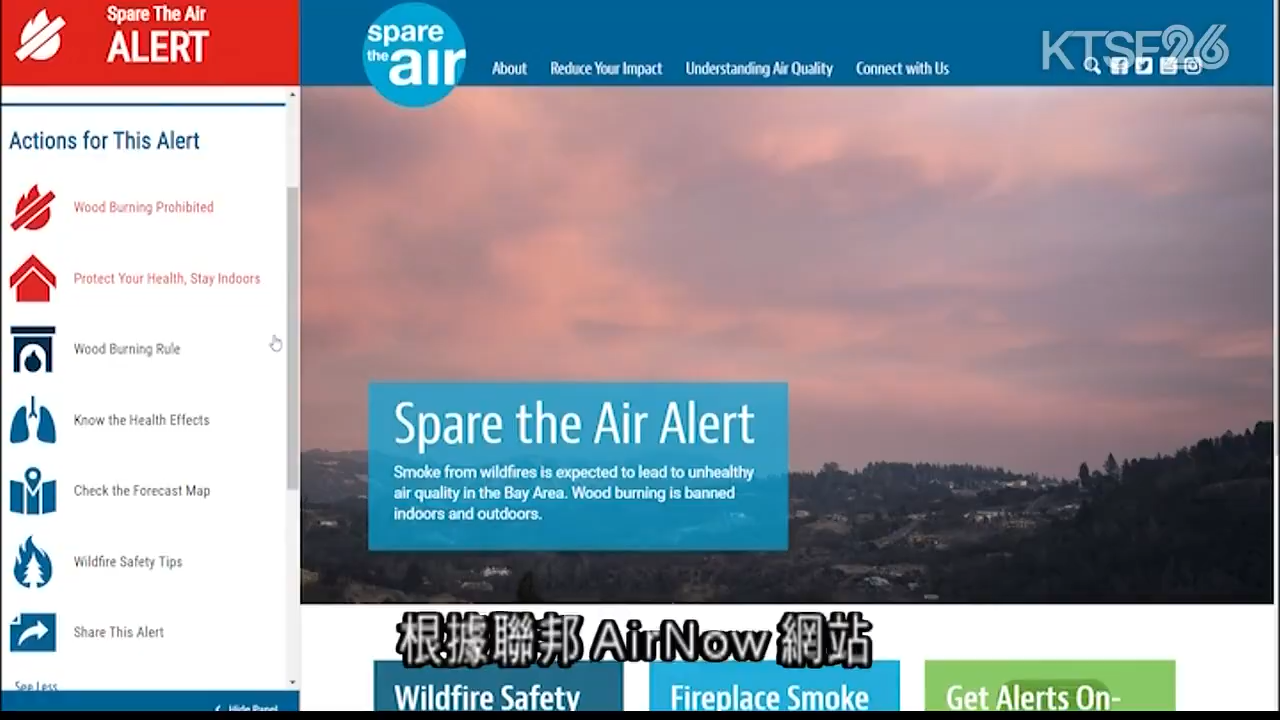 Spare The Air
ALERT
Actions for This Alert
Wood Burning Prohibited
Protect Your Health, Stay Indoors
Wood Burning Rule
Know the Health Effects
Check the Forecast Map
Wildfire Safety Tips
Share This Alert
See Less
Hide Panel
spare
the air
About
Reduce Your Impact
Understanding Air Quality
Connect with Us
KTSF26
Spare the Air Alert
Smoke from wildfires is expected to lead to unhealthy
air quality in the Bay Area. Wood burning is banned
indoors and outdoors.
根據聯邦 AirNow 網站
Wildfire Safety
Fireplace Smoke
Get Alerts On-